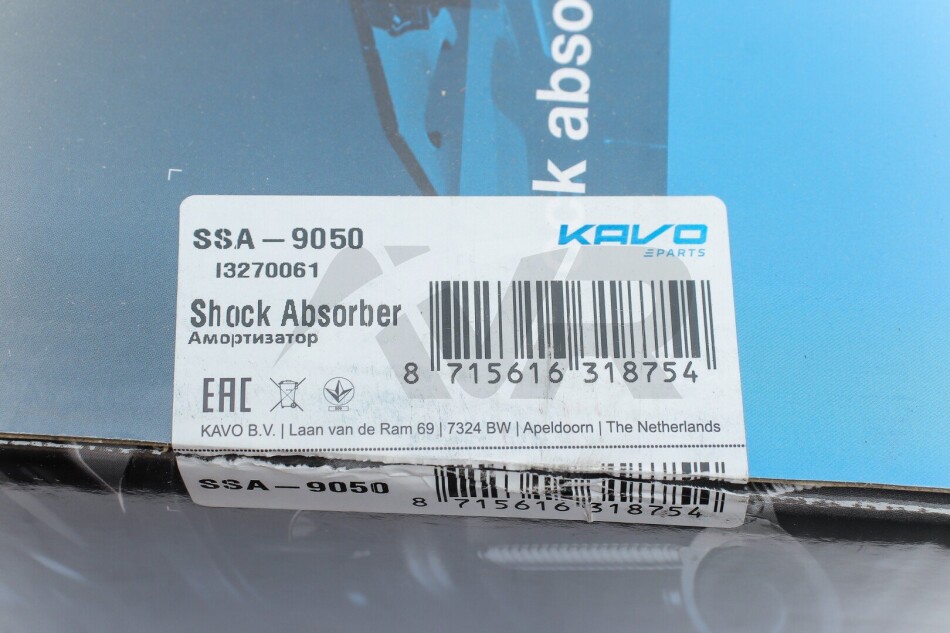 ck abso
SSA-9050
I3270061
KAVO
PARTS
Shock Absorber
Амортизатор
8 715616 318754
EAC
KAVO B.V. | Laan van de Ram 69 | 7324 BW | Apeldoorn | The Netherlands
SSA-9050
8 715616 318754